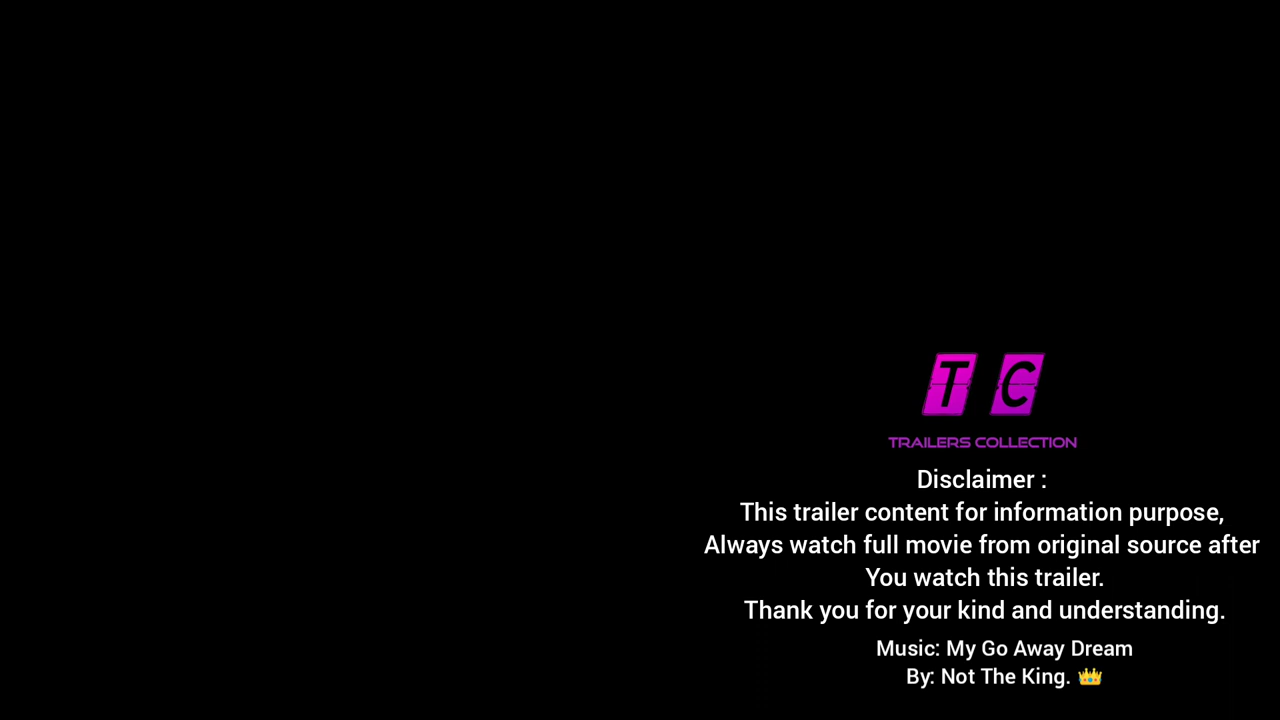 T C
TRAILERS COLLECTION
Disclaimer :
This trailer content for information purpose,
Always watch full movie from original source after
You watch this trailer.
Thank you for your kind and understanding.
Music: My Go Away Dream
By: Not The King. 👑